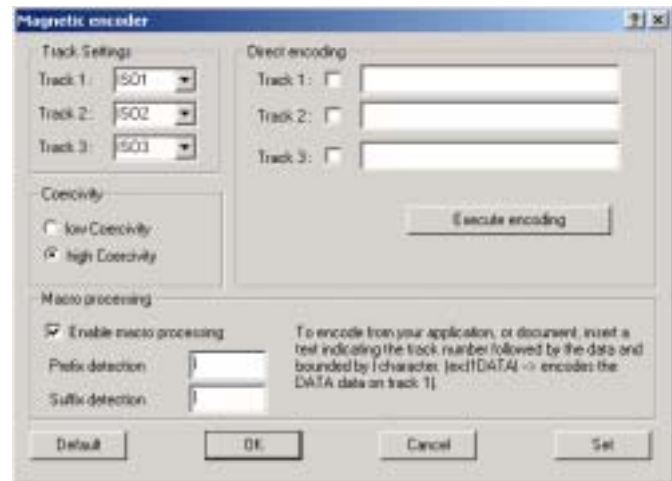 Magnetic encoder
Track Settings
Track 1: ISO1
Track 2: ISO2
Track 3: ISO3
Direct encoding
Track 1:
Track 2:
Track 3:
Execute encoding
Coercivity
low Coercivity
high Coercivity
Macro processing
Enable macro processing
Prefix detection |
Suffix detection |
To encode from your application, or document, insert a
text indicating the track number followed by the data and
bounded by | character. (ex:|1DATA| -> encodes the
DATA data on track 1).
Default
OK
Cancel
Set